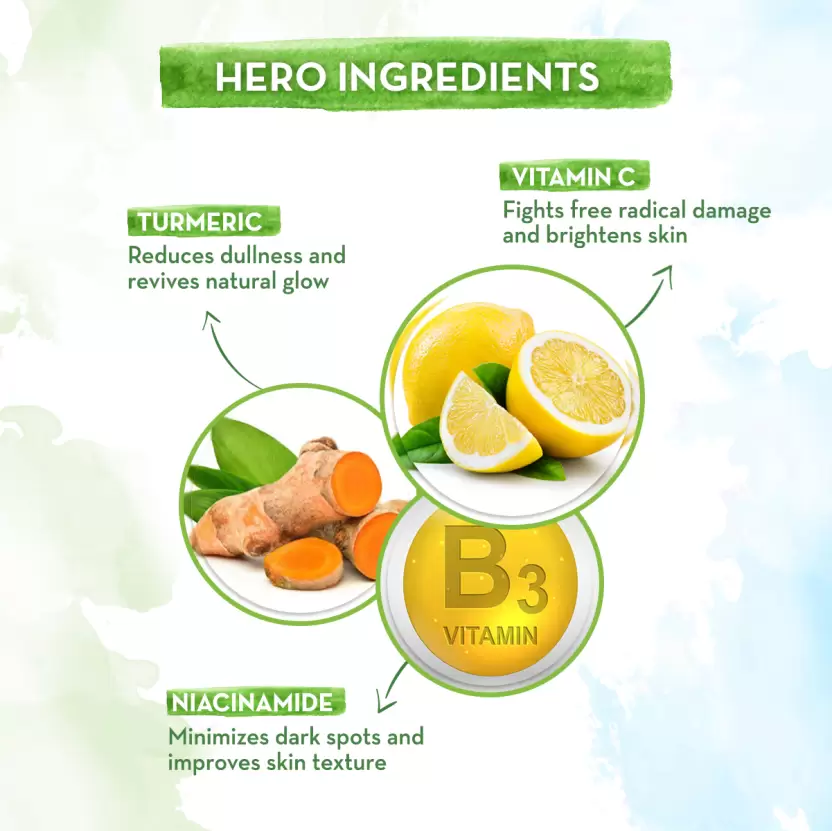 HERO INGREDIENTS
VITAMIN C
Fights free radical damage
and brightens skin
TURMERIC
Reduces dullness and
revives natural glow
B3
VITAMIN
NIACINAMIDE
Minimizes dark spots and
improves skin texture